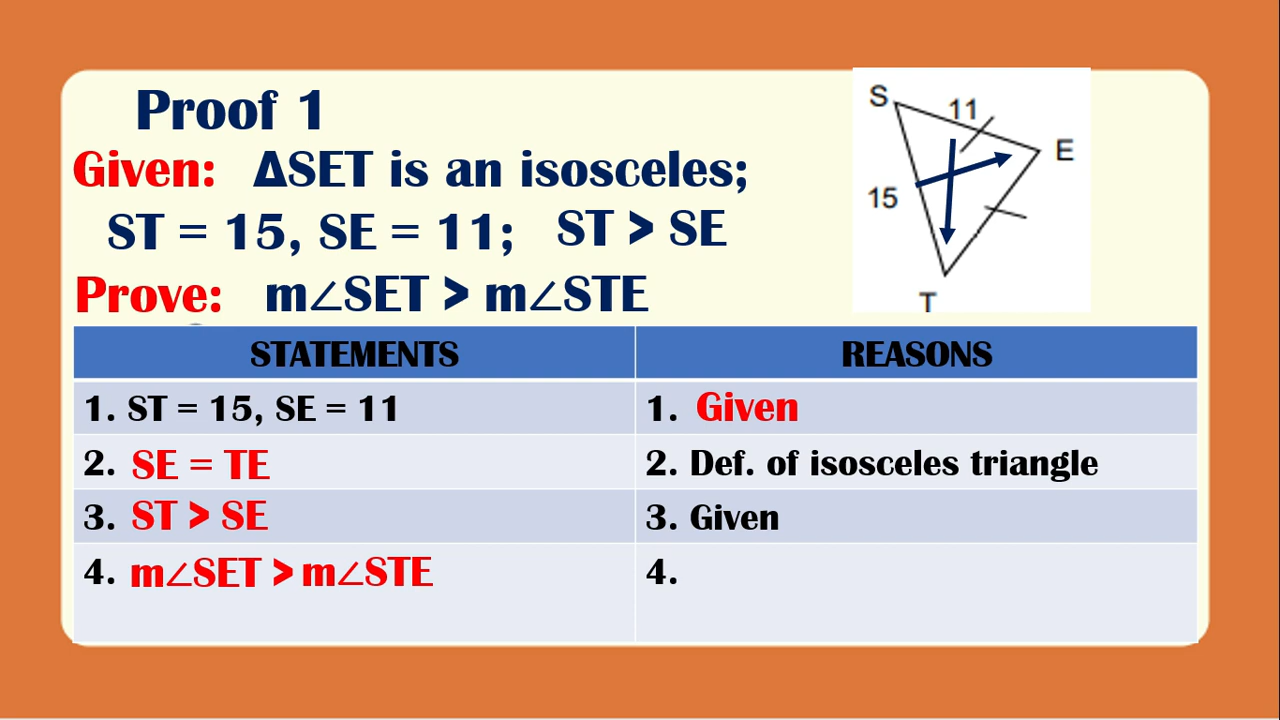 Proof 1
Given: ΔSET is an isosceles;
ST = 15, SE = 11; ST > SE
Prove: m∠SET > m∠STE
S
11
E
15
T
STATEMENTS REASONS
1. ST = 15, SE = 11 1. Given
2. SE = TE 2. Def. of isosceles triangle
3. ST > SE 3. Given
4. m∠SET > m∠STE 4.